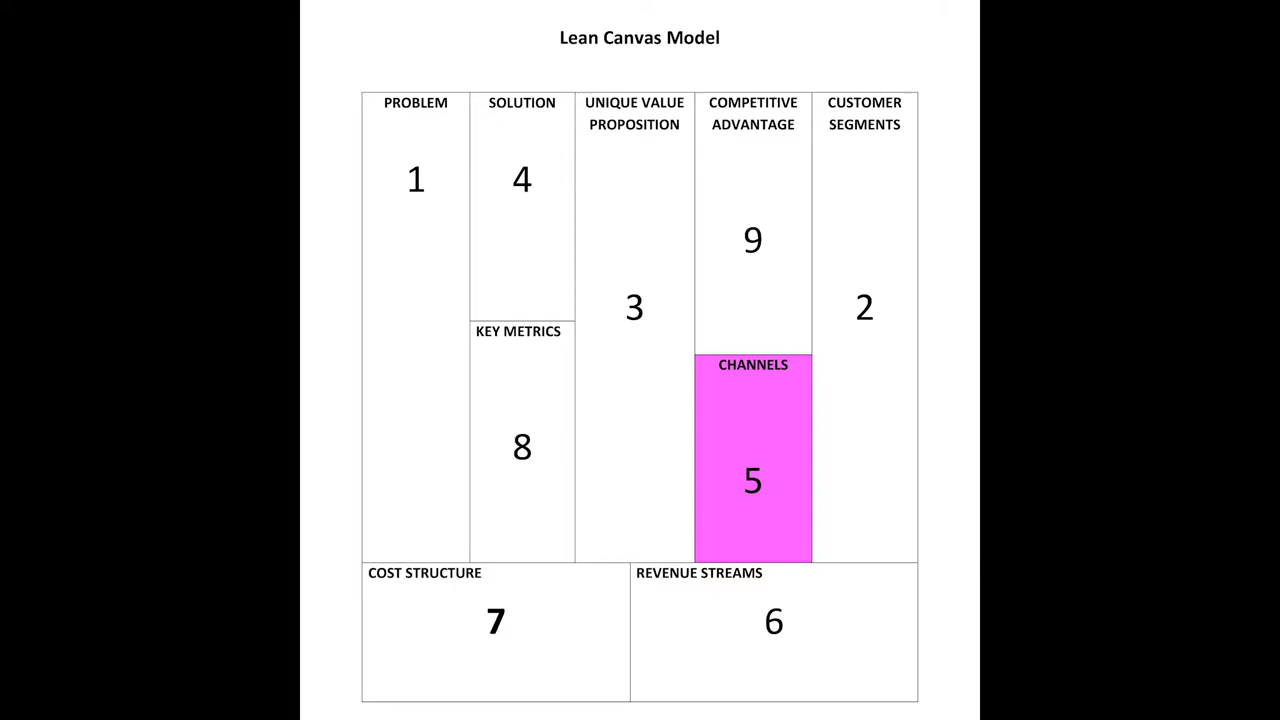 Lean Canvas Model
PROBLEM
1
SOLUTION
4
KEY METRICS
8
UNIQUE VALUE
PROPOSITION
3
COMPETITIVE
ADVANTAGE
9
CHANNELS
5
CUSTOMER
SEGMENTS
2
COST STRUCTURE
7
REVENUE STREAMS
6